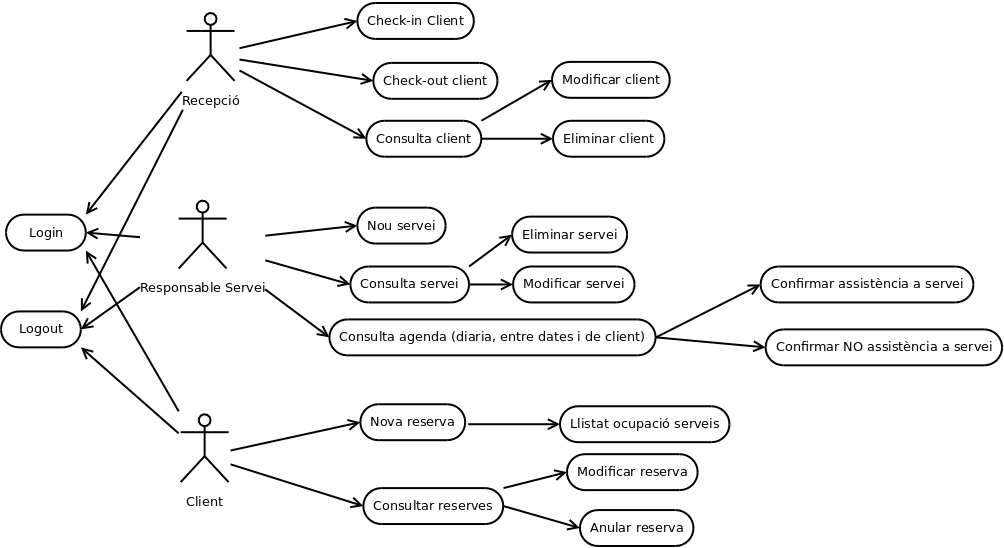 Check-in Client
Check-out client
Modificar client
Recepció
Consulta client
Eliminar client
Login
Nou servei
Eliminar servei
Responsable Servei
Consulta servei
Modificar servei
Confirmar assistència a servei
Logout
Consulta agenda (diaria, entre dates i de client)
Confirmar NO assistència a servei
Nova reserva
Llistat ocupació serveis
Modificar reserva
Client
Consultar reserves
Anular reserva